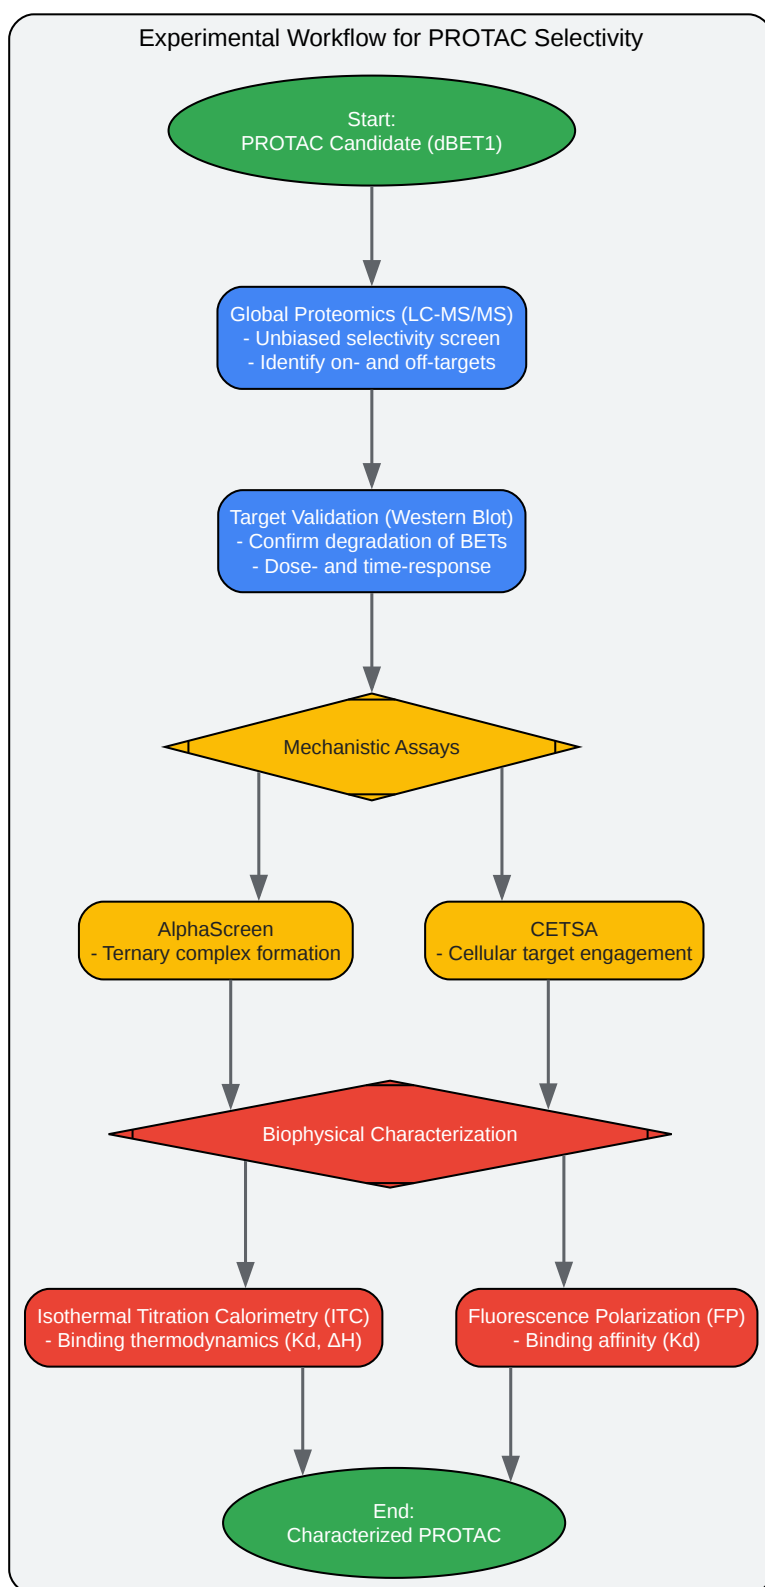 Experimental Workflow for PROTAC Selectivity
Start:
PROTAC Candidate (dBET1)
Global Proteomics (LC-MS/MS)
- Unbiased selectivity screen
- Identify on- and off-targets
Target Validation (Western Blot)
- Confirm degradation of BETs
- Dose- and time-response
Mechanistic Assays
AlphaScreen
- Ternary complex formation
CETSA
- Cellular target engagement
Biophysical Characterization
Isothermal Titration Calorimetry (ITC)
- Binding thermodynamics (Kd, ΔH)
Fluorescence Polarization (FP)
- Binding affinity (Kd)
End:
Characterized PROTAC